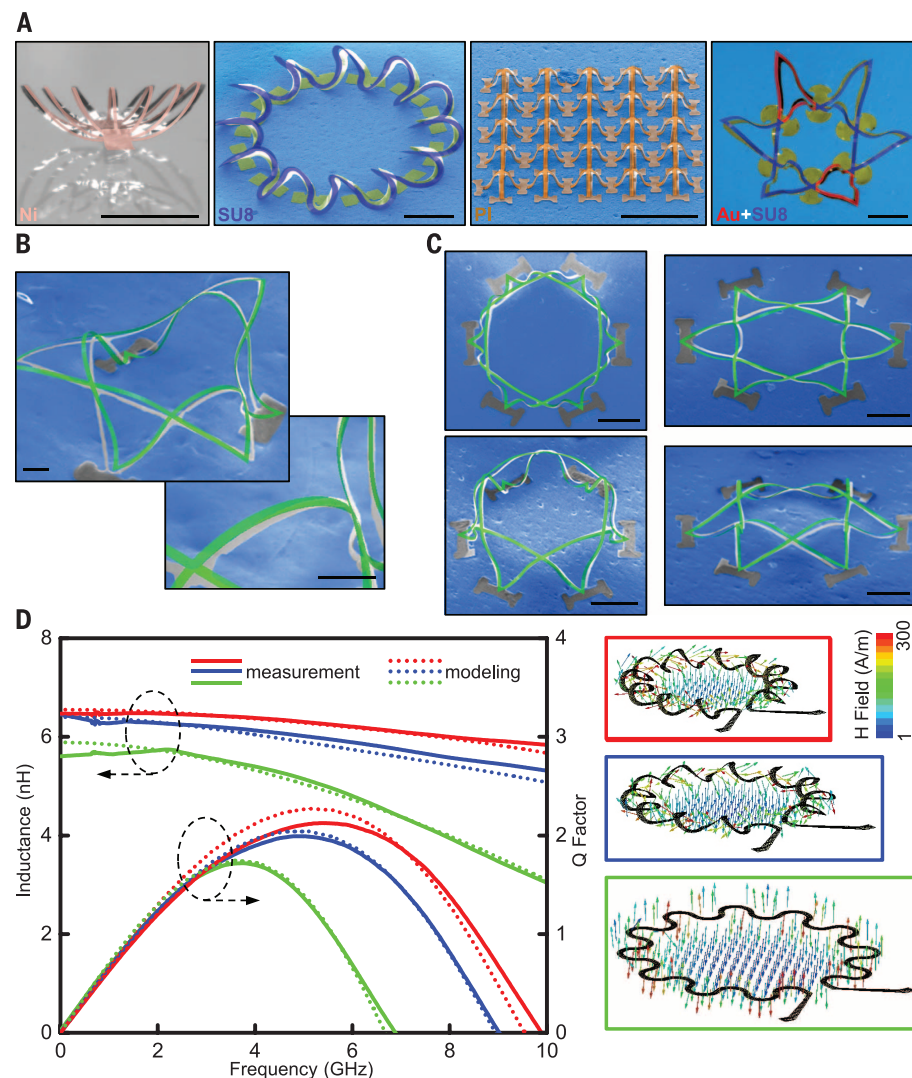 A
Ni
SU8
PI
Au+SU8
B
C
D
8
6
4
2
0
Inductance (nH)
measurement
modeling
4
3
2
1
0
Q Factor
0
2
4
6
8
10
Frequency (GHz)
300
H Field (A/m)
1